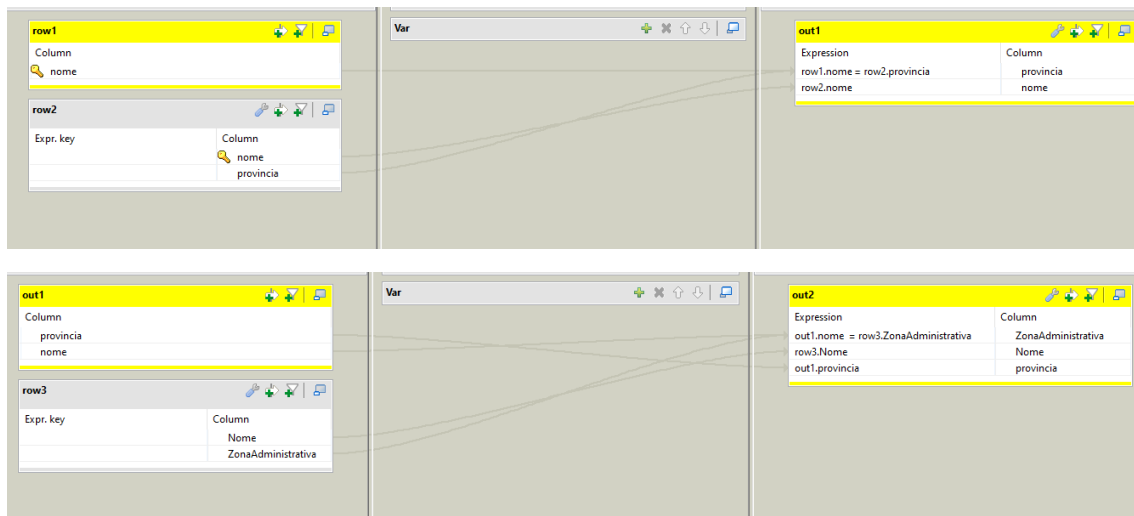 row1
Column
nome
row2
Expr. key Column
nome
provincia
Var
out1
Expression Column
row1.nome = row2.provincia provincia
row2.nome nome
out1
Column
provincia
nome
row3
Expr. key Column
Nome
ZonaAdministrativa
Var
out2
Expression Column
out1.nome = row3.ZonaAdministrativa ZonaAdministrativa
row3.Nome Nome
out1.provincia provincia